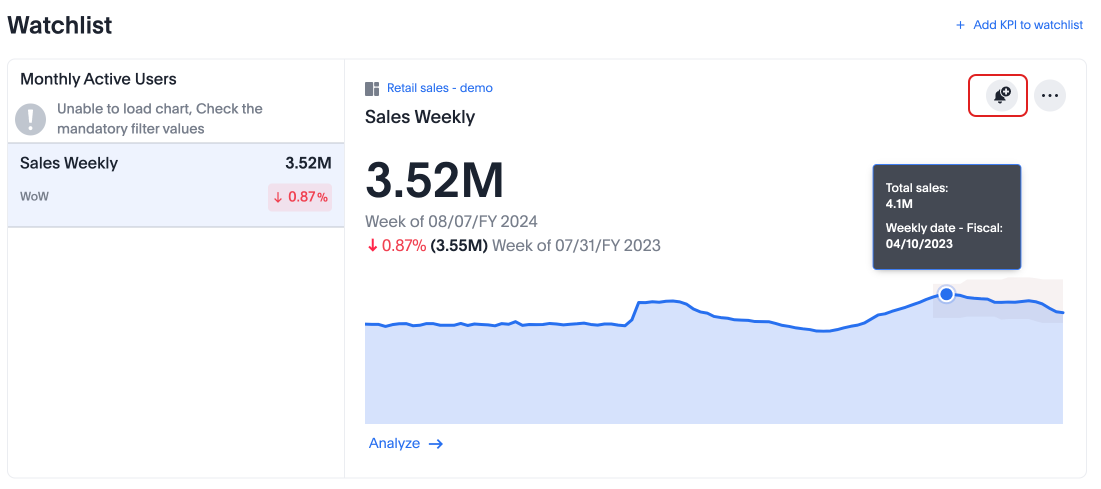 Watchlist
+ Add KPI to watchlist
Monthly Active Users
Unable to load chart, Check the
mandatory filter values
Sales Weekly 3.52M
WoW ↓ 0.87%
Retail sales - demo
Sales Weekly
3.52M
Week of 08/07/FY 2024
↓ 0.87% (3.55M) Week of 07/31/FY 2023
Total sales:
4.1M
Weekly date - Fiscal:
04/10/2023
Analyze →